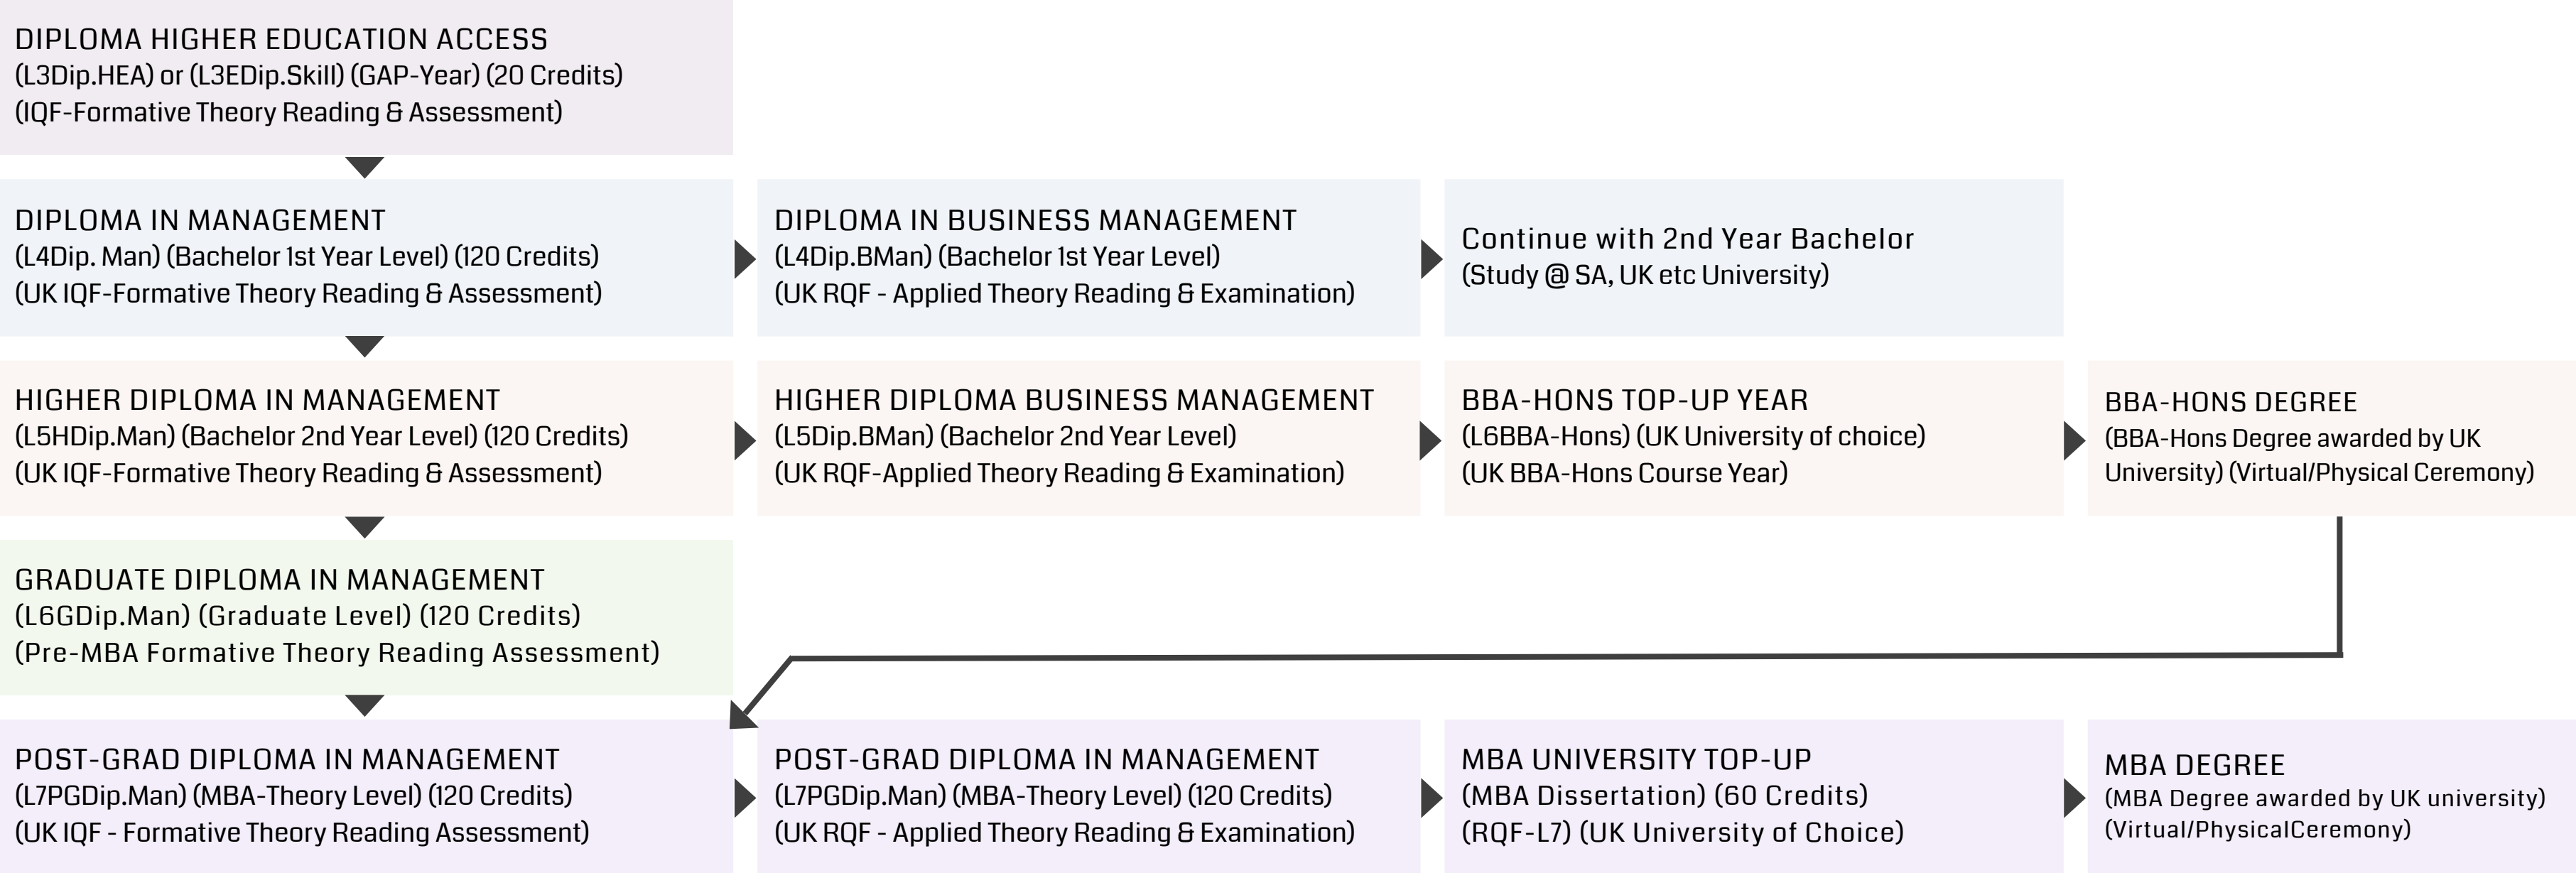 DIPLOMA HIGHER EDUCATION ACCESS
(L3Dip.HEA) or (L3EDip.Skill) (GAP-Year) (20 Credits)
(IQF-Formative Theory Reading & Assessment)
DIPLOMA IN MANAGEMENT
(L4Dip. Man) (Bachelor 1st Year Level) (120 Credits)
(UK IQF-Formative Theory Reading & Assessment)
DIPLOMA IN BUSINESS MANAGEMENT
(L4Dip.BMan) (Bachelor 1st Year Level)
(UK RQF - Applied Theory Reading & Examination)
Continue with 2nd Year Bachelor
(Study @ SA, UK etc University)
HIGHER DIPLOMA IN MANAGEMENT
(L5HDip.Man) (Bachelor 2nd Year Level) (120 Credits)
(UK IQF-Formative Theory Reading & Assessment)
HIGHER DIPLOMA BUSINESS MANAGEMENT
(L5Dip.BMan) (Bachelor 2nd Year Level)
(UK RQF-Applied Theory Reading & Examination)
BBA-HONS TOP-UP YEAR
(L6BBA-Hons) (UK University of choice)
(UK BBA-Hons Course Year)
BBA-HONS DEGREE
(BBA-Hons Degree awarded by UK
University) (Virtual/Physical Ceremony)
GRADUATE DIPLOMA IN MANAGEMENT
(L6GDip.Man) (Graduate Level) (120 Credits)
(Pre-MBA Formative Theory Reading Assessment)
POST-GRAD DIPLOMA IN MANAGEMENT
(L7PGDip.Man) (MBA-Theory Level) (120 Credits)
(UK IQF - Formative Theory Reading Assessment)
POST-GRAD DIPLOMA IN MANAGEMENT
(L7PGDip.Man) (MBA-Theory Level) (120 Credits)
(UK RQF - Applied Theory Reading & Examination)
MBA UNIVERSITY TOP-UP
(MBA Dissertation) (60 Credits)
(RQF-L7) (UK University of Choice)
MBA DEGREE
(MBA Degree awarded by UK university)
(Virtual/PhysicalCeremony)